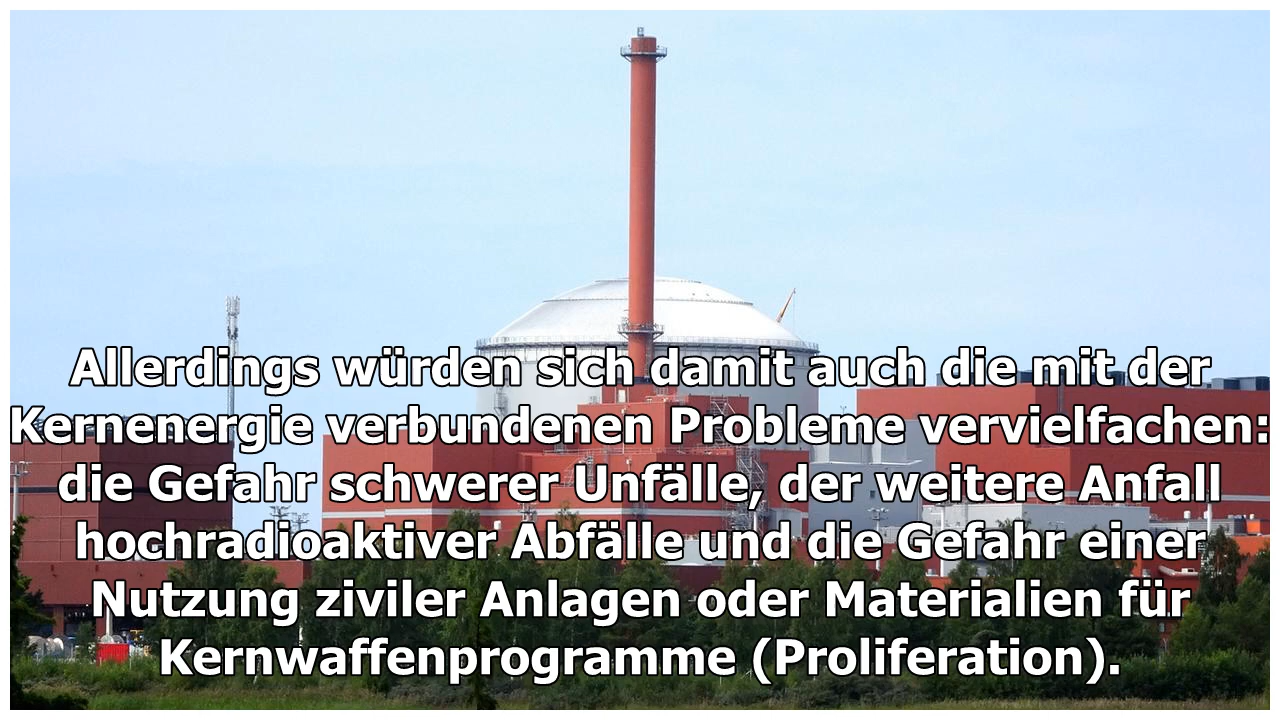 Allerdings würden sich damit auch die mit der
Kernenergie verbundenen Probleme vervielfachen:
die Gefahr schwerer Unfälle, der weitere Anfall
hochradioaktiver Abfälle und die Gefahr einer
Nutzung ziviler Anlagen oder Materialien für
Kernwaffenprogramme (Proliferation).